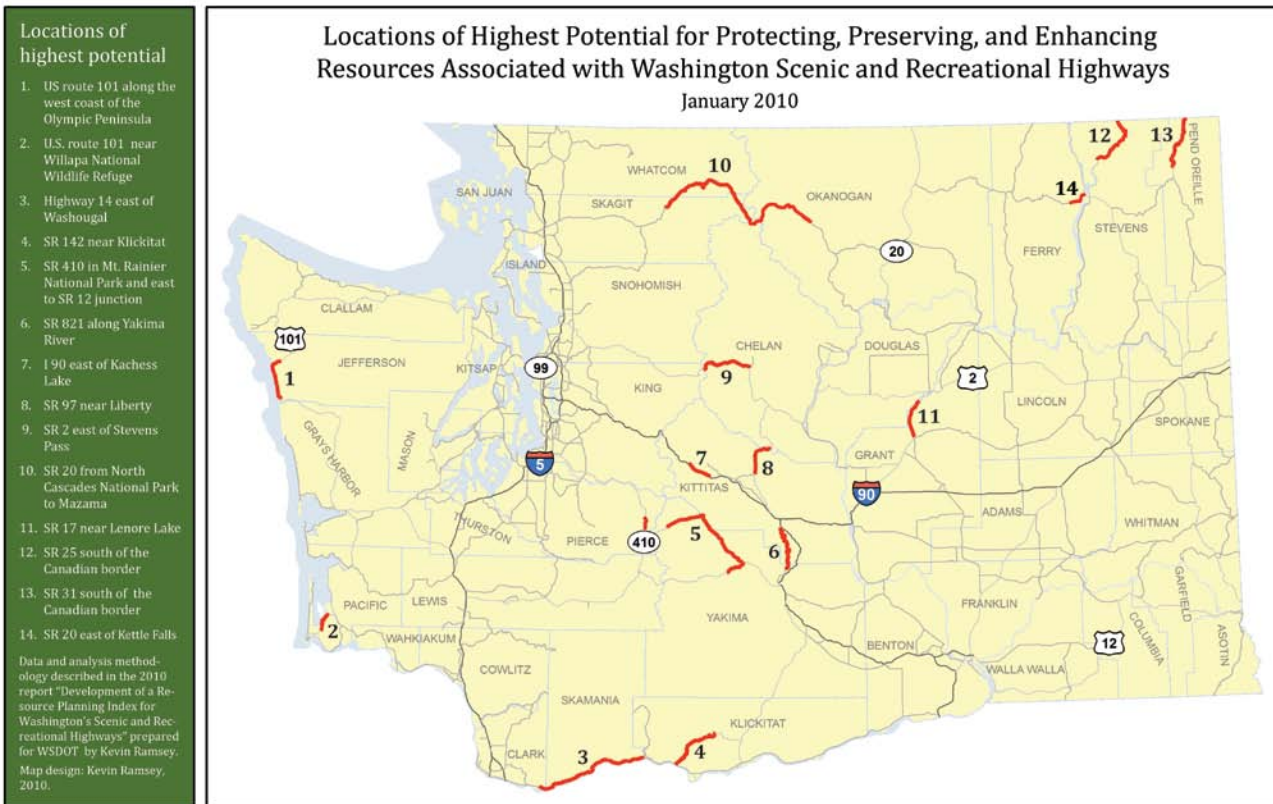 Locations of
highest potential
1. US route 101 along the
west coast of the
Olympic Peninsula
2. U.S. route 101 near
Willapa National
Wildlife Refuge
3. Highway 14 east of
Washougal
4. SR 142 near Klickitat
5. SR 410 in Mt. Rainier
National Park and east
to SR 12 junction
6. SR 821 along Yakima
River
7. I 90 east of Kachess
Lake
8. SR 97 near Liberty
9. SR 2 east of Stevens
Pass
10. SR 20 from North
Cascades National Park
to Mazama
11. SR 17 near Lenore Lake
12. SR 25 south of the
Canadian border
13. SR 31 south of the
Canadian border
14. SR 20 east of Kettle Falls
Data and analysis method-
ology described in the 2010
report "Development of a Re-
source Planning Index for
Washington's Scenic and Rec-
reational Highways" prepared
for WSDOT by Kevin Ramsey.
Map design: Kevin Ramsey,
2010.
Locations of Highest Potential for Protecting, Preserving, and Enhancing
Resources Associated with Washington Scenic and Recreational Highways
January 2010
12
13
PEND OREILLE
WHATCOM
10
SAN JUAN
SKAGIT
OKANOGAN
14
STEVENS
FERRY
20
ISLAND
SNOHOMISH
CLALLAM
101
JEFFERSON
KITSAP
99
CHELAN
DOUGLAS
1
KING
9
2
LINCOLN
11
SPOKANE
GRAYS HARBOR
MASON
5
7
8
GRANT
KITTITAS
90
ADAMS
THURSTON
PIERCE
410
5
6
WHITMAN
PACIFIC
LEWIS
2
WAHKIAKUM
YAKIMA
FRANKLIN
GARFIELD
COLUMBIA
ASOTIN
BENTON
12
WALLA WALLA
COWLITZ
SKAMANIA
KLICKITAT
CLARK
3
4